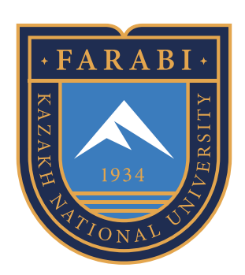 · FARABI ·
1934
KAZAKH NATIONAL UNIVERSITY